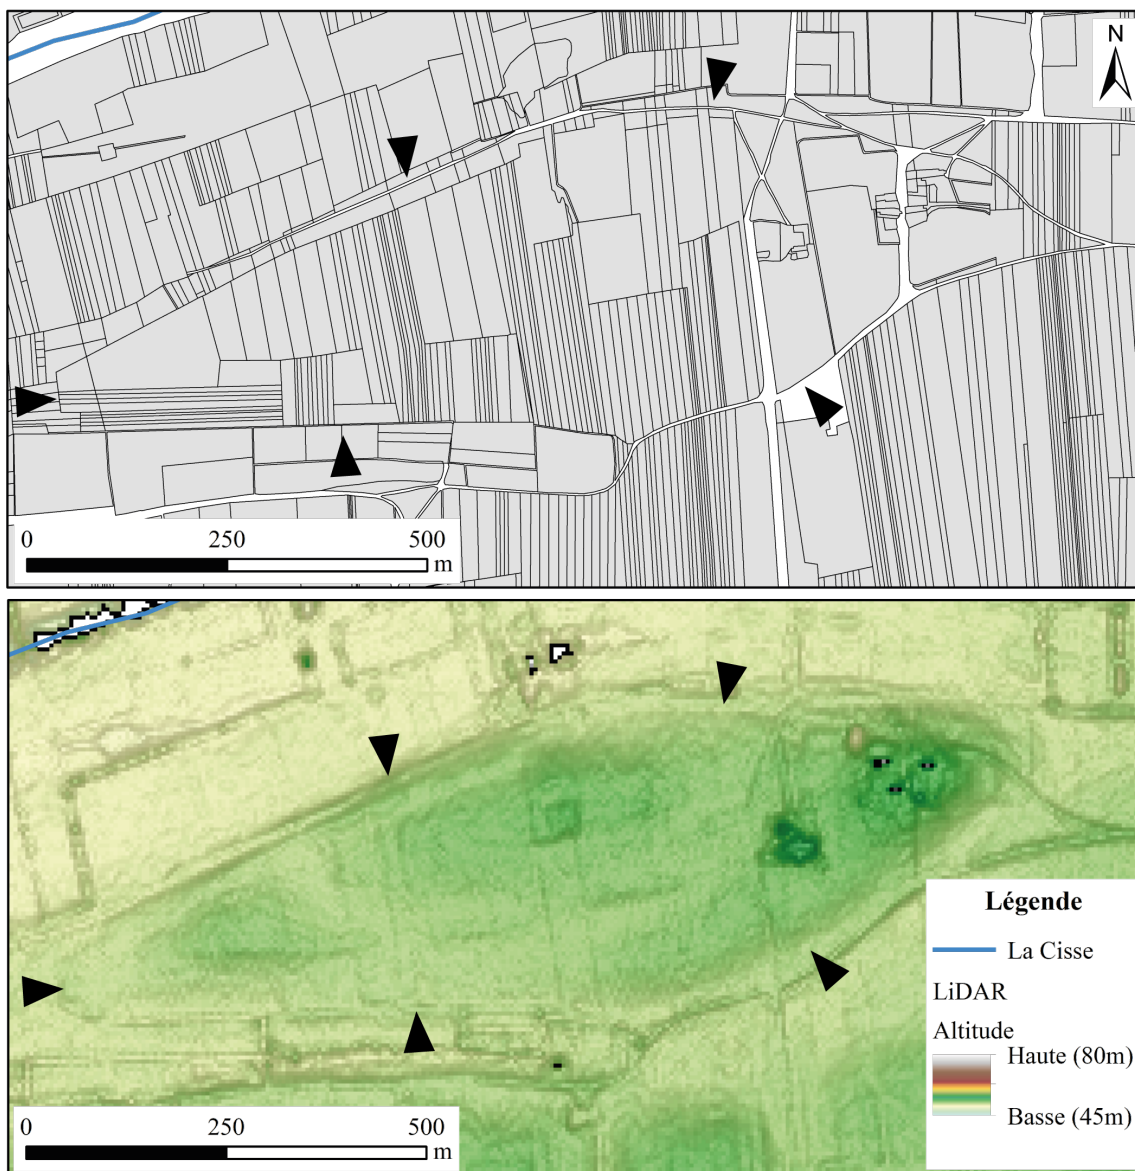 N
0 250 500
m
Légende
La Cisse
LiDAR
Altitude
Haute (80m)
Basse (45m)
0 250 500
m